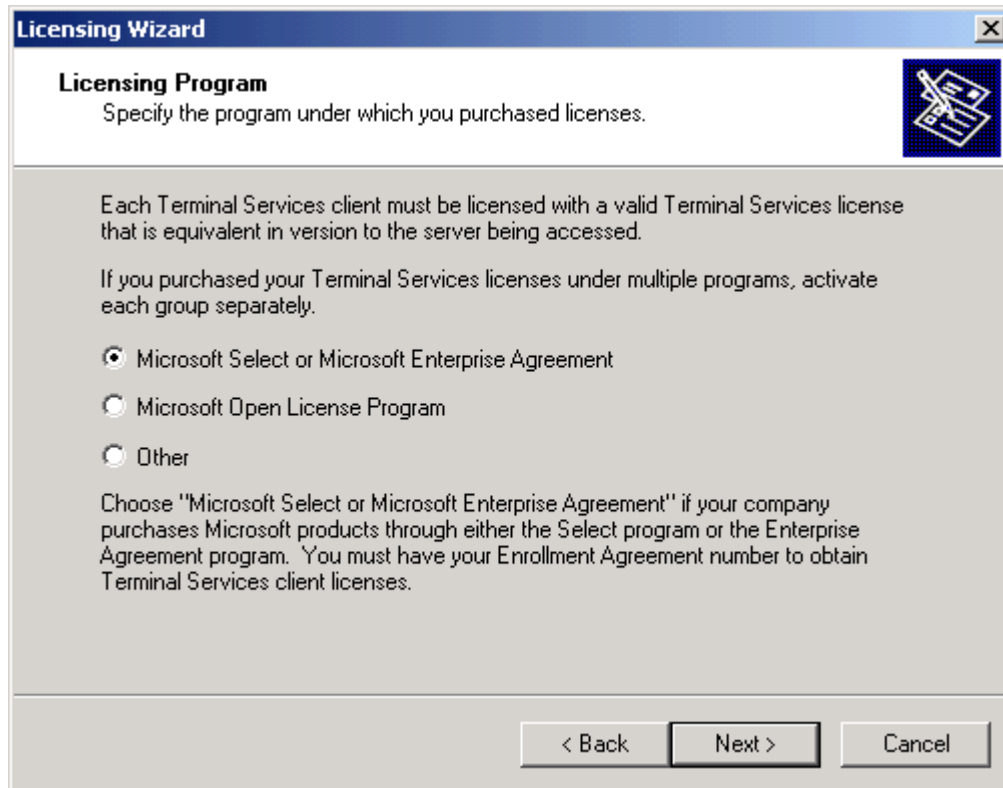 Licensing Wizard
Licensing Program
Specify the program under which you purchased licenses.
Each Terminal Services client must be licensed with a valid Terminal Services license
that is equivalent in version to the server being accessed.
If you purchased your Terminal Services licenses under multiple programs, activate
each group separately.
Microsoft Select or Microsoft Enterprise Agreement
Microsoft Open License Program
Other
Choose "Microsoft Select or Microsoft Enterprise Agreement" if your company
purchases Microsoft products through either the Select program or the Enterprise
Agreement program.  You must have your Enrollment Agreement number to obtain
Terminal Services client licenses.
< Back
Next >
Cancel